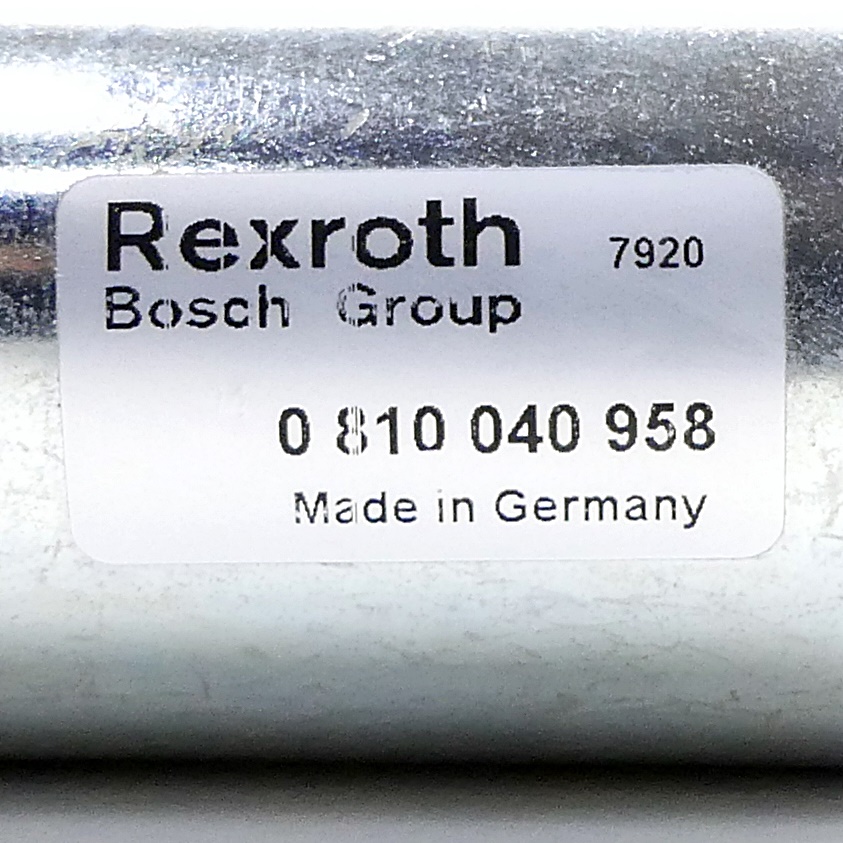 Rexroth 7920
Bosch Group
0 810 040 958
Made in Germany